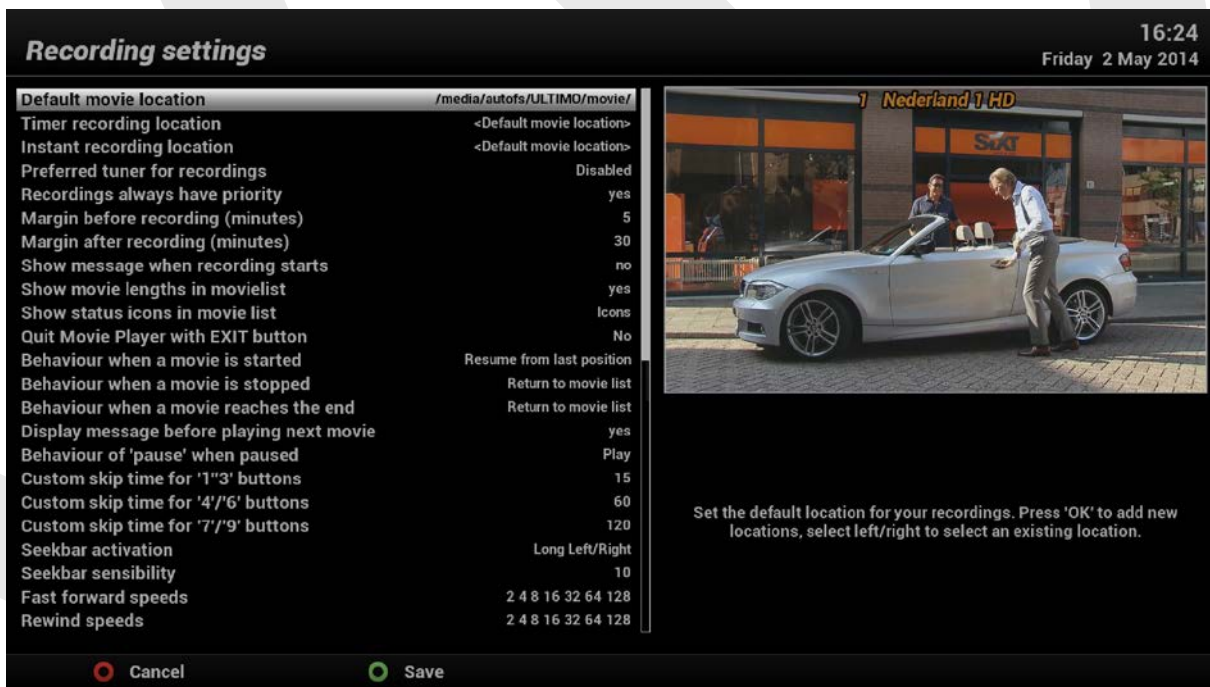 Recording settings
16:24
Friday 2 May 2014
Default movie location /media/autofs/ULTIMO/movie/
Timer recording location <Default movie location>
Instant recording location <Default movie location>
Preferred tuner for recordings Disabled
Recordings always have priority yes
Margin before recording (minutes) 5
Margin after recording (minutes) 30
Show message when recording starts no
Show movie lengths in movielist yes
Show status icons in movie list Icons
Quit Movie Player with EXIT button No
Behaviour when a movie is started Resume from last position
Behaviour when a movie is stopped Return to movie list
Behaviour when a movie reaches the end Return to movie list
Display message before playing next movie yes
Behaviour of 'pause' when paused Play
Custom skip time for '1''3' buttons 15
Custom skip time for '4'/'6' buttons 60
Custom skip time for '7'/'9' buttons 120
Seekbar activation Long Left/Right
Seekbar sensibility 10
Fast forward speeds 2 4 8 16 32 64 128
Rewind speeds 2 4 8 16 32 64 128
1 Nederland 1 HD
SIXT
Set the default location for your recordings. Press 'OK' to add new
locations, select left/right to select an existing location.
Cancel
Save